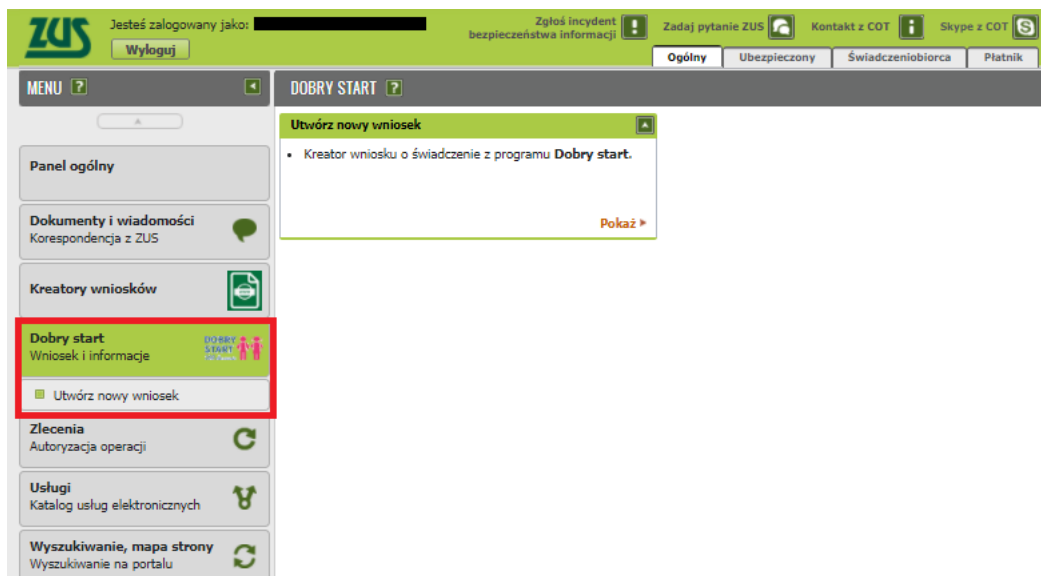 ZUS
Jesteś zalogowany jako:
Wyloguj
Zgłoś incydent
bezpieczeństwa informacji
Zadaj pytanie ZUS
Kontakt z COT
Skype z COT
Ogólny
Ubezpieczony
Świadczeniobiorca
Płatnik
MENU ?
DOBRY START ?
Utwórz nowy wniosek
Kreator wniosku o świadczenie z programu Dobry start.
Pokaż
Panel ogólny
Dokumenty i wiadomości
Korespondencja z ZUS
Kreatory wniosków
Dobry start
Wniosek i informacje
DOBRY
START
Utwórz nowy wniosek
Zlecenia
Autoryzacja operacji
Usługi
Katalog usług elektronicznych
Wyszukiwanie, mapa strony
Wyszukiwanie na portalu